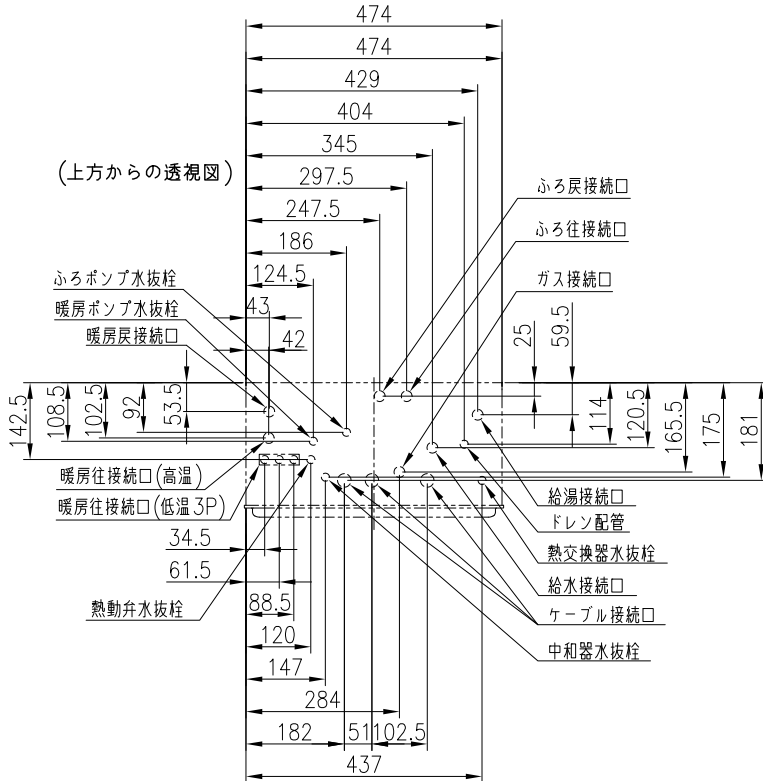 474
474
429
404
345
(上方からの透視図)
297.5
ふろ戻接続口
247.5
ふろ往接続口
186
ガス接続口
ふろポンプ水抜栓
124.5
暖房ポンプ水抜栓
43
暖房戻接続口
42
25
59.5
142.5
108.5
102.5
92
53.5
114
120.5
165.5
175
181
暖房往接続口(高温)
暖房往接続口(低温3P)
給湯接続口
ドレン配管
34.5
熱交換器水抜栓
61.5
給水接続口
88.5
熱動弁水抜栓
ケーブル接続口
120
中和器水抜栓
147
284
182
51
102.5
437